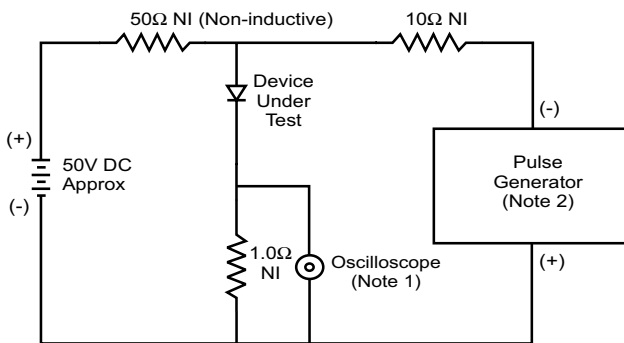 50Ω NI (Non-inductive)
10Ω NI
Device
Under
Test
(+)
50V DC
Approx
(-)
(-)
Pulse
Generator
(Note 2)
(+)
1.0Ω
NI
Oscilloscope
(Note 1)